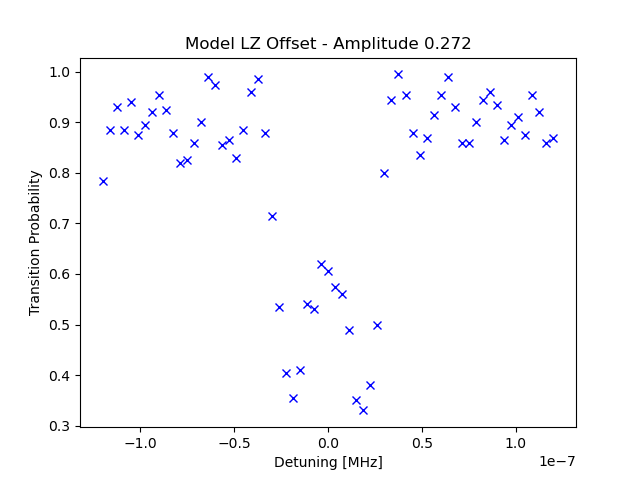 Model LZ Offset - Amplitude 0.272
1.0
0.9
0.8
0.7
0.6
0.5
0.4
0.3
Transition Probability
−1.0 −0.5 0.0 0.5 1.0
1e−7
Detuning [MHz]